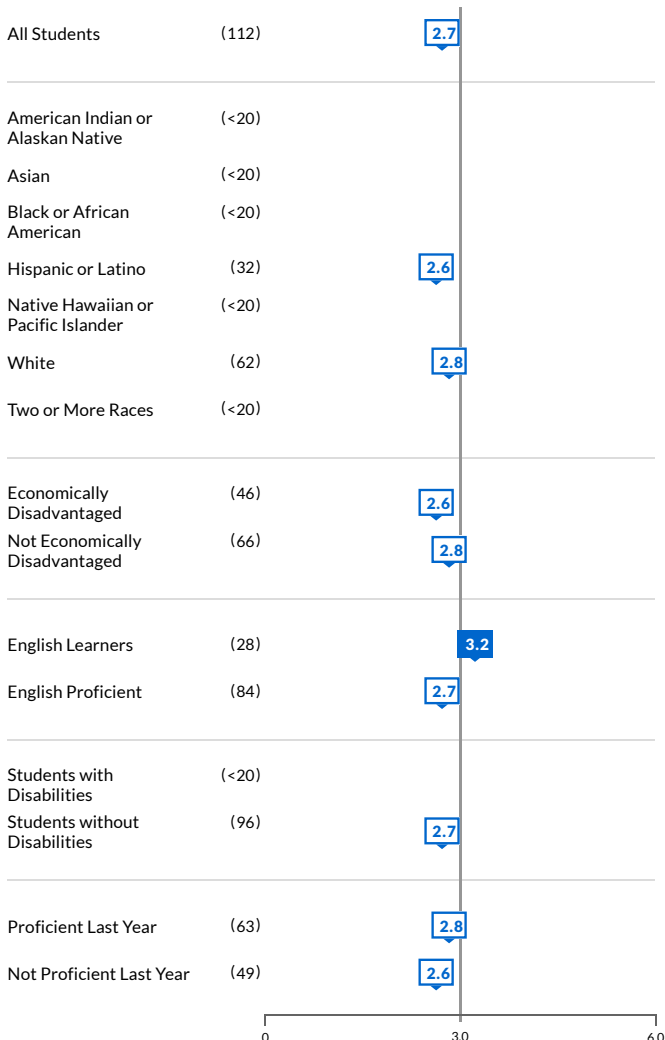 All Students (112) 2.7
American Indian or (<20)
Alaskan Native
Asian (<20)
Black or African (<20)
American
Hispanic or Latino (32) 2.6
Native Hawaiian or (<20)
Pacific Islander
White (62) 2.8
Two or More Races (<20)
Economically (46) 2.6
Disadvantaged
Not Economically (66) 2.8
Disadvantaged
English Learners (28) 3.2
English Proficient (84) 2.7
Students with (<20)
Disabilities
Students without (96) 2.7
Disabilities
Proficient Last Year (63) 2.8
Not Proficient Last Year (49) 2.6
0 3.0 6.0